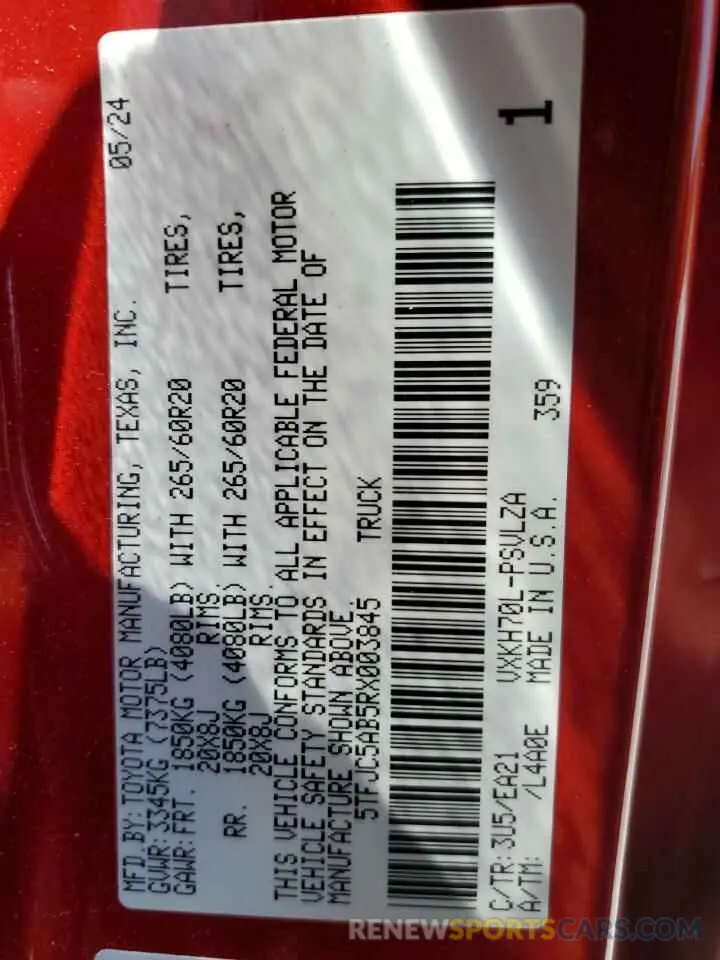 MFD.BY: TOYOTA MOTOR MANUFACTURING, TEXAS, INC. 05/24
GVWR: 3345KG (7375LB)
GAWR: FRT. 1850KG (4080LB) WITH 265/60R20 TIRES,
20X8J RIMS
RR. 1850KG (4080LB) WITH 265/60R20 TIRES,
20X8J RIMS
THIS VEHICLE CONFORMS TO ALL APPLICABLE FEDERAL MOTOR
VEHICLE SAFETY STANDARDS IN EFFECT ON THE DATE OF
MANUFACTURE SHOWN ABOVE.
5TFJC5AB5RX003845 TRUCK
C/TR: 3U5/EA21 VXKH70L-PSVLZA
A/TM: /L4A0E MADE IN U.S.A. 359
1
RENEWSPORTSCARS.COM